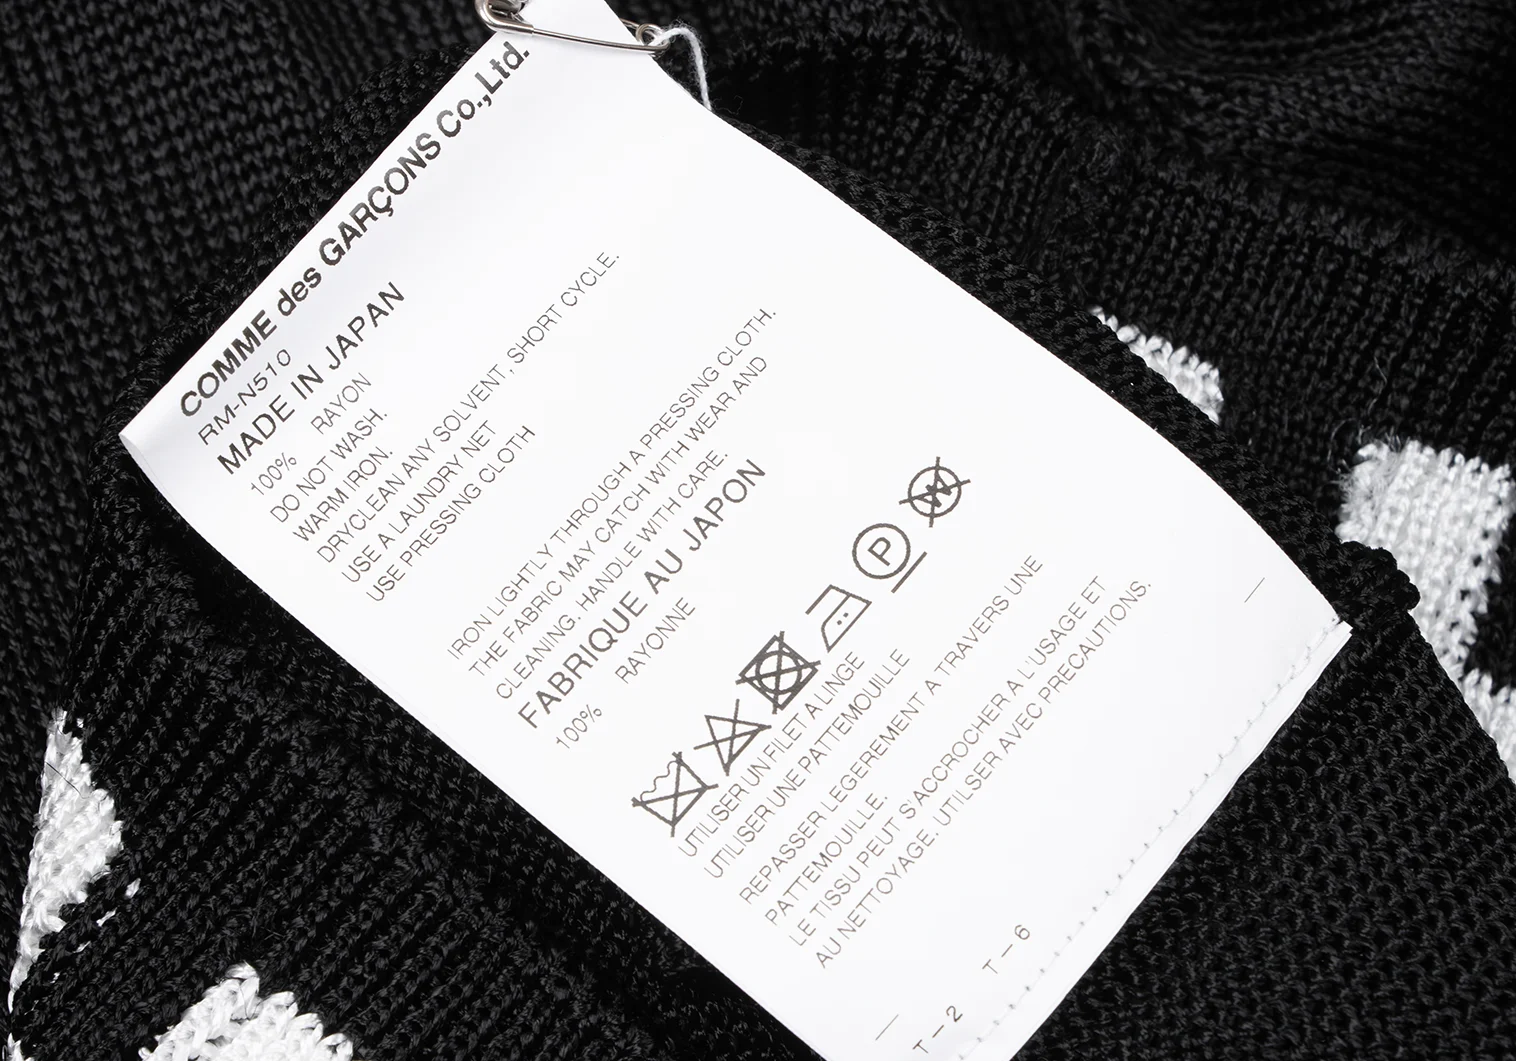 COMME des GARÇONS Co.,Ltd.
RM-N510
MADE IN JAPAN
100% RAYON
DO NOT WASH.
WARM IRON.
DRYCLEAN ANY SOLVENT, SHORT CYCLE.
USE A LAUNDRY NET
USE PRESSING CLOTH
IRON LIGHTLY THROUGH A PRESSING CLOTH.
THE FABRIC MAY CATCH WITH WEAR AND
CLEANING. HANDLE WITH CARE.
FABRIQUE AU JAPON
100% RAYONNE
P
W
UTILISER UN FILET A LINGE
UTILISER UNE PATTEMOUILLE
REPASSER LEGEREMENT A TRAVERS UNE
PATTEMOUILLE.
LE TISSU PEUT S'ACCROCHER A L'USAGE ET
AU NETTOYAGE. UTILISER AVEC PRECAUTIONS.
T-6
T-2